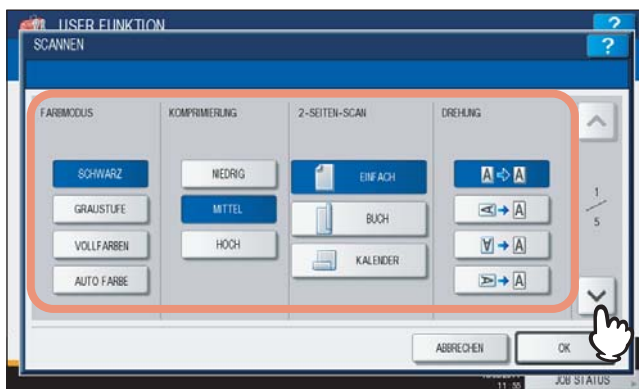 USER FUNKTION
?
SCANNEN
?
FARBMODUS
KOMPRIMIERUNG
2-SEITEN-SCAN
DREHUNG
SCHWARZ
NIEDRIG
EINFACH
A A
GRAUSTUFE
MITTEL
BUCH
A A
VOLLFARBEN
HOCH
KALENDER
A A
AUTO FARBE
A A
1
5
ABBRECHEN
OK
JOB STATUS